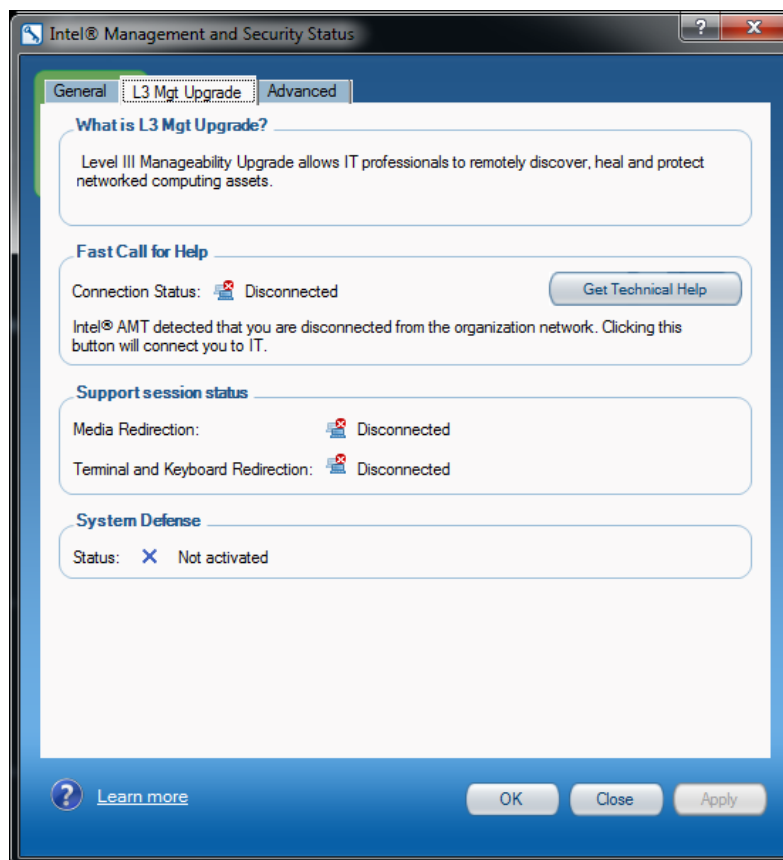 Intel® Management and Security Status
?
General
L3 Mgt Upgrade
Advanced
What is L3 Mgt Upgrade?
Level III Manageability Upgrade allows IT professionals to remotely discover, heal and protect
networked computing assets.
Fast Call for Help
Connection Status: Disconnected
Get Technical Help
Intel® AMT detected that you are disconnected from the organization network. Clicking this
button will connect you to IT.
Support session status
Media Redirection: Disconnected
Terminal and Keyboard Redirection: Disconnected
System Defense
Status: Not activated
? Learn more
OK
Close
Apply